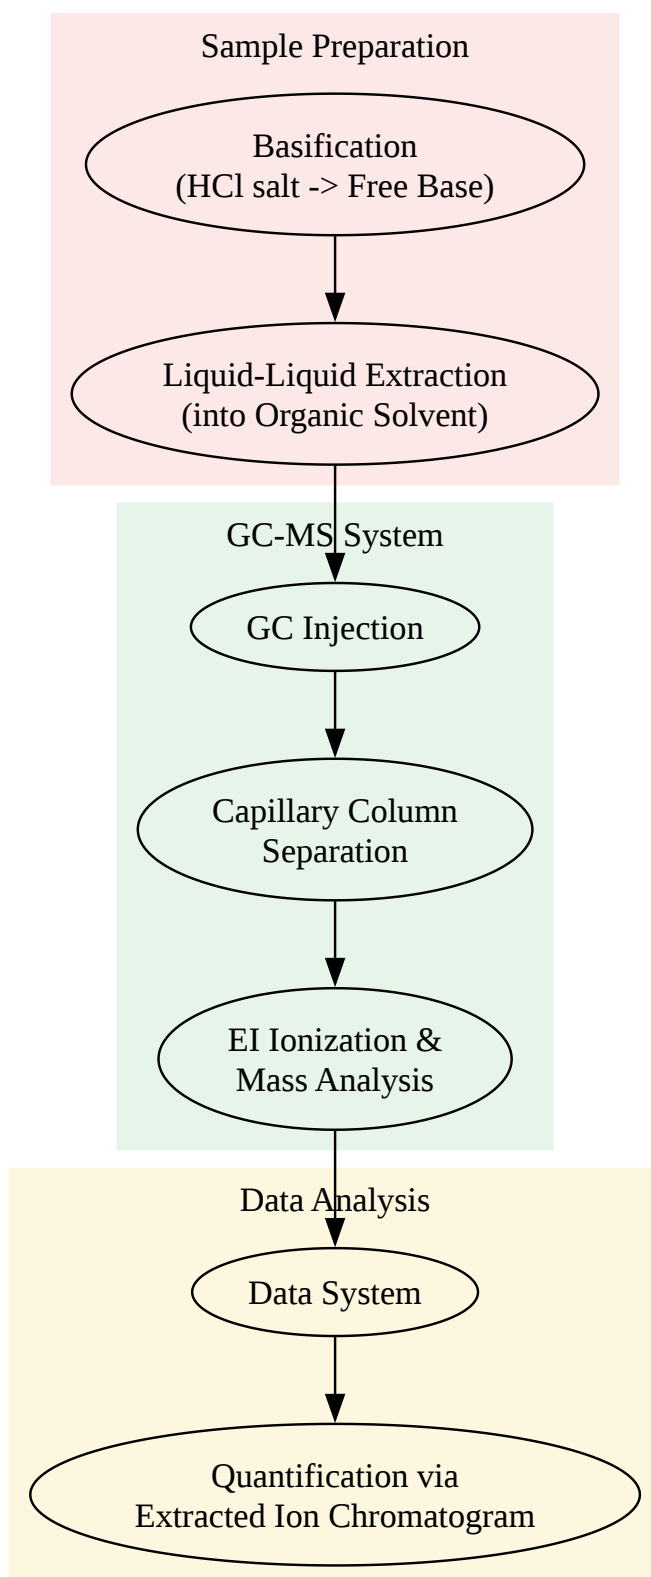 Sample Preparation
Basification
(HCl salt -> Free Base)
Liquid-Liquid Extraction
(into Organic Solvent)
GC-MS System
GC Injection
Capillary Column
Separation
EI Ionization &
Mass Analysis
Data Analysis
Data System
Quantification via
Extracted Ion Chromatogram